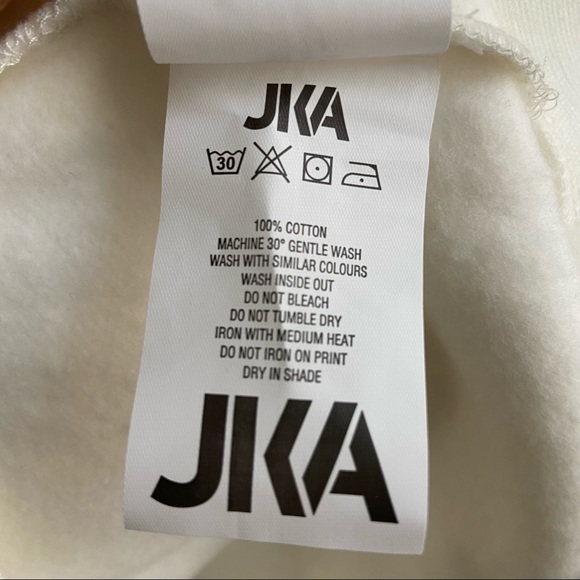 JKA
30
100% COTTON
MACHINE 30° GENTLE WASH
WASH WITH SIMILAR COLOURS
WASH INSIDE OUT
DO NOT BLEACH
DO NOT TUMBLE DRY
IRON WITH MEDIUM HEAT
DO NOT IRON ON PRINT
DRY IN SHADE
JKA